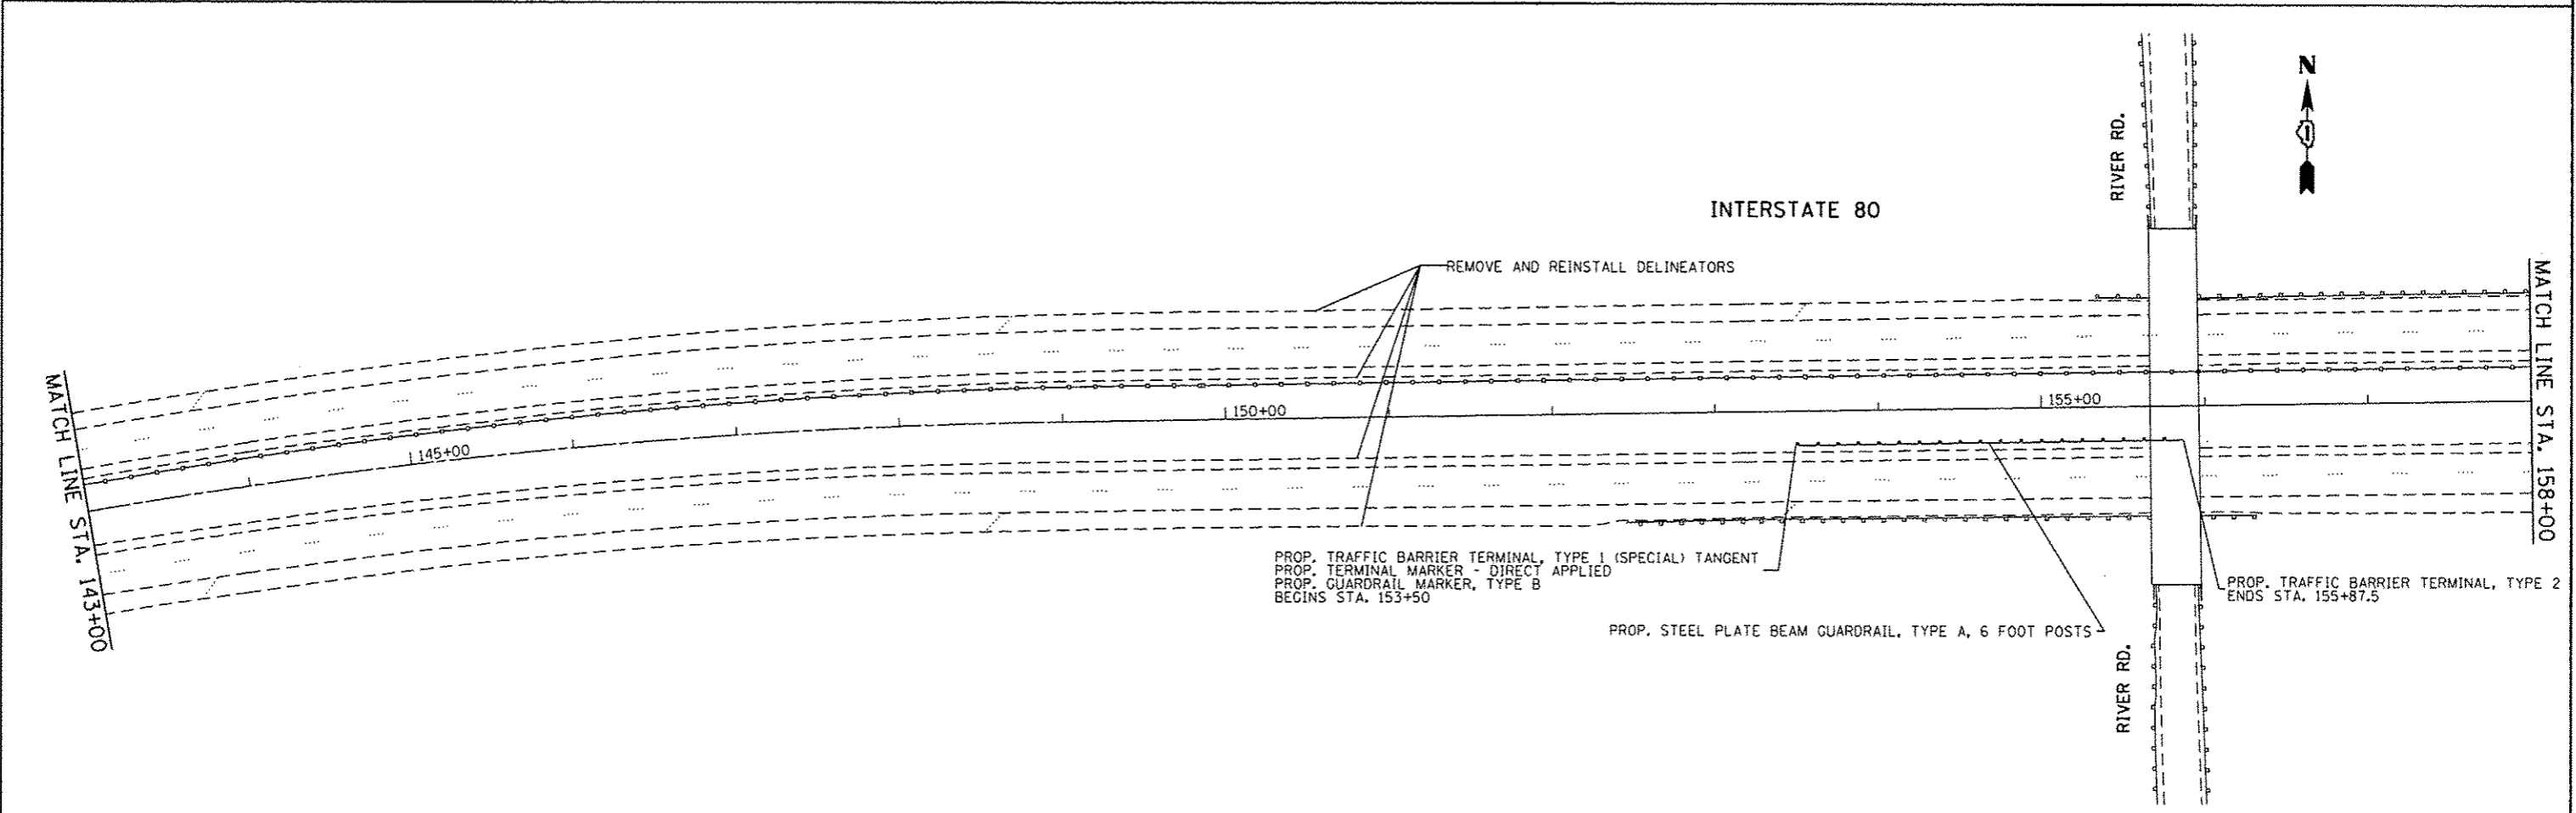 N
RIVER RD.
INTERSTATE 80
REMOVE AND REINSTALL DELINEATORS
MATCH LINE STA. 143+00
145+00
150+00
155+00
MATCH LINE STA. 158+00
PROP. TRAFFIC BARRIER TERMINAL, TYPE 1 (SPECIAL) TANGENT
PROP. TERMINAL MARKER - DIRECT APPLIED
PROP. GUARDRAIL MARKER, TYPE B
BEGINS STA. 153+50
PROP. TRAFFIC BARRIER TERMINAL, TYPE 2
ENDS STA. 155+87.5
PROP. STEEL PLATE BEAM GUARDRAIL, TYPE A, 6 FOOT POSTS
RIVER RD.